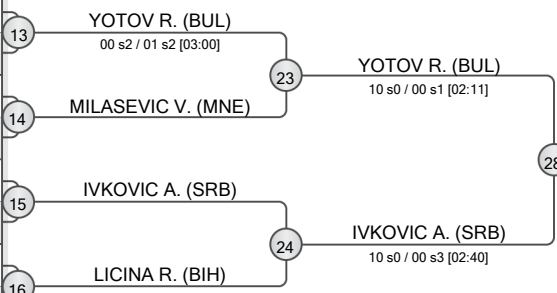 13
YOTOV R. (BUL)
00 s2 / 01 s2 [03:00]
23
YOTOV R. (BUL)
10 s0 / 00 s1 [02:11]
14
MILASEVIC V. (MNE)
28
15
IVKOVIC A. (SRB)
24
IVKOVIC A. (SRB)
10 s0 / 00 s3 [02:40]
16
LICINA R. (BIH)